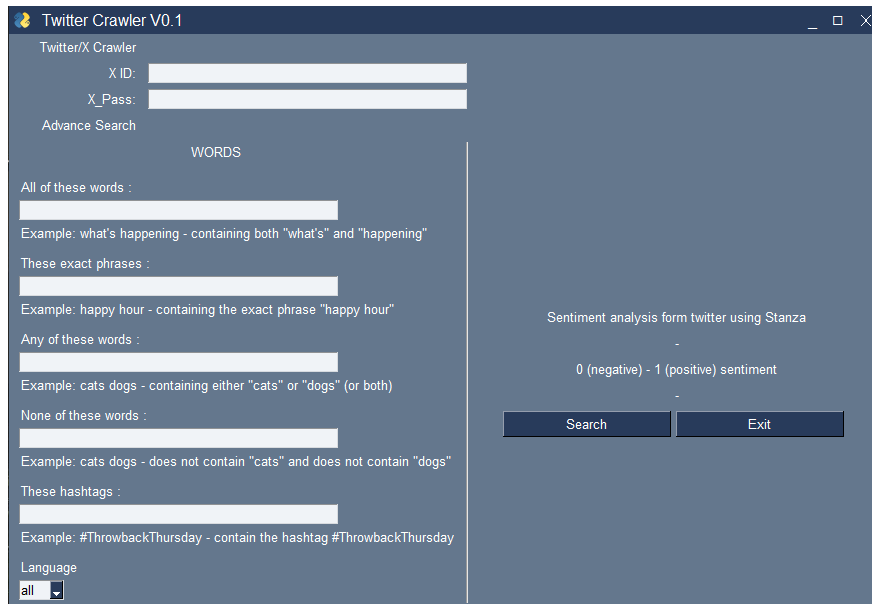 Twitter Crawler V0.1
Twitter/X Crawler
X ID:
X_Pass:
Advance Search
WORDS
All of these words :
Example: what's happening - containing both "what's" and "happening"
These exact phrases :
Example: happy hour - containing the exact phrase "happy hour"
Any of these words :
Example: cats dogs - containing either "cats" or "dogs" (or both)
None of these words :
Example: cats dogs - does not contain "cats" and does not contain "dogs"
These hashtags :
Example: #ThrowbackThursday - contain the hashtag #ThrowbackThursday
Language
all
Sentiment analysis form twitter using Stanza
-
0 (negative) - 1 (positive) sentiment
-
Search Exit